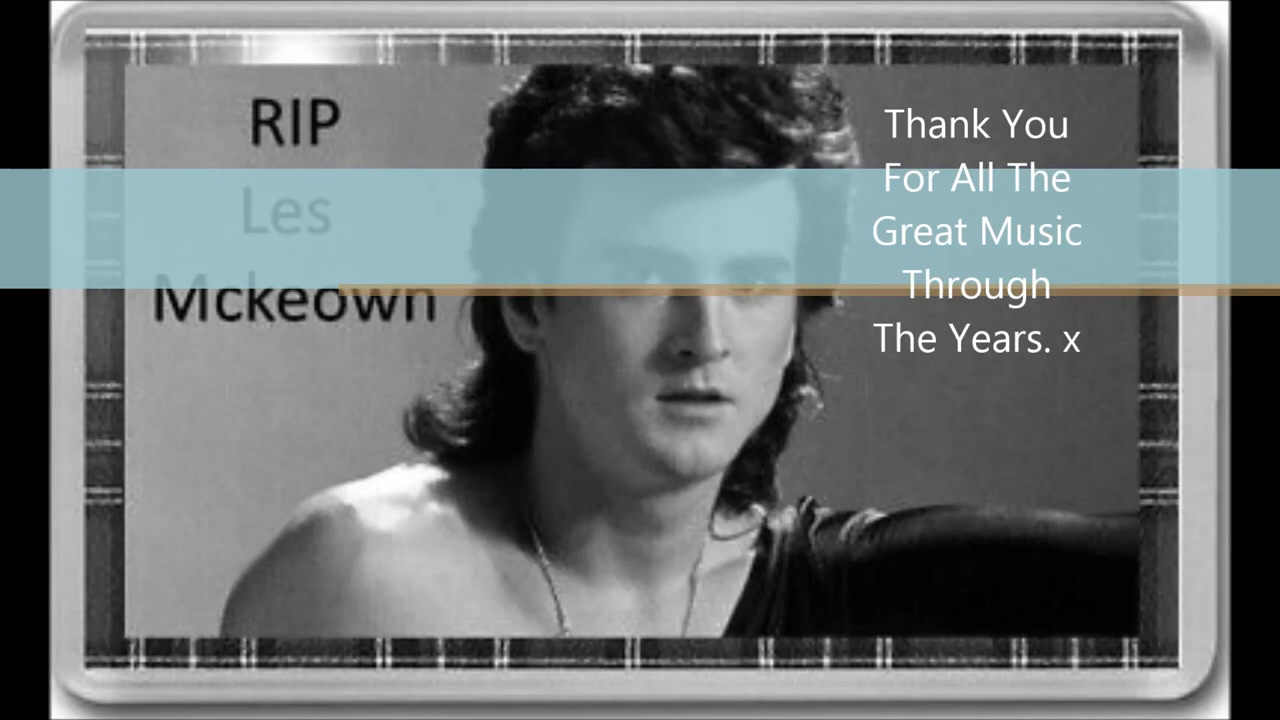 RIP
Les
Mckeown
Thank You
For All The
Great Music
Through
The Years. x